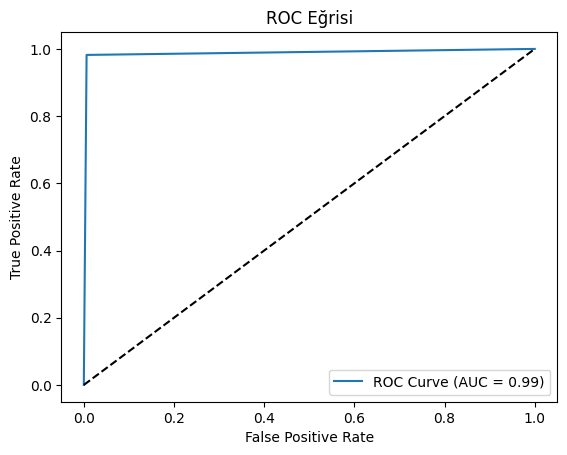 ROC Eğrisi
1.0
0.8
0.6
0.4
0.2
0.0
True Positive Rate
ROC Curve (AUC = 0.99)
0.0 0.2 0.4 0.6 0.8 1.0
False Positive Rate